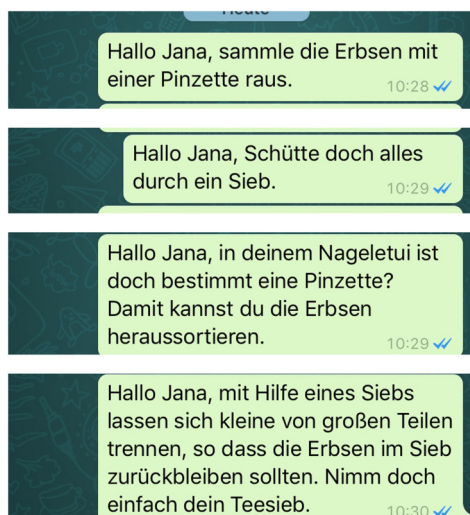 Heute
Hallo Jana, sammle die Erbsen mit
einer Pinzette raus.
10:28
Hallo Jana, Schütte doch alles
durch ein Sieb.
10:29
Hallo Jana, in deinem Nageletui ist
doch bestimmt eine Pinzette?
Damit kannst du die Erbsen
heraussortieren.
10:29
Hallo Jana, mit Hilfe eines Siebs
lassen sich kleine von großen Teilen
trennen, so dass die Erbsen im Sieb
zurückbleiben sollten. Nimm doch
einfach dein Teesieb.
10:30